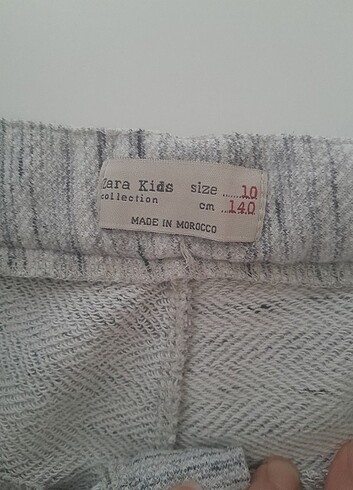 Zara Kids
collection
size ......10
cm ...140
MADE IN MOROCCO